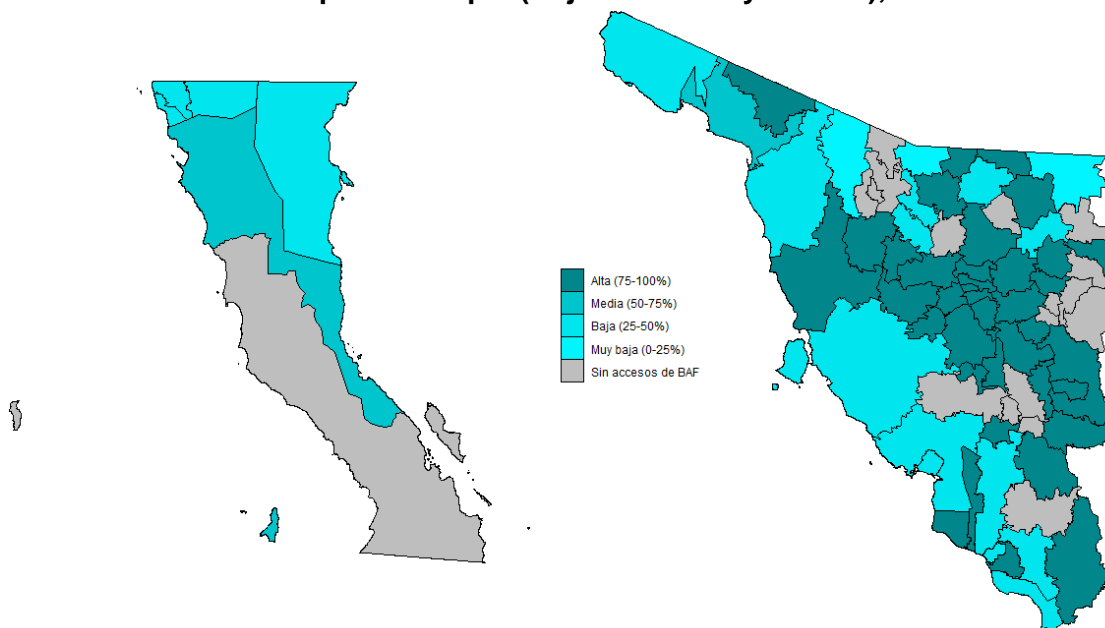 Alta (75-100%)
Media (50-75%)
Baja (25-50%)
Muy baja (0-25%)
Sin accesos de BAF